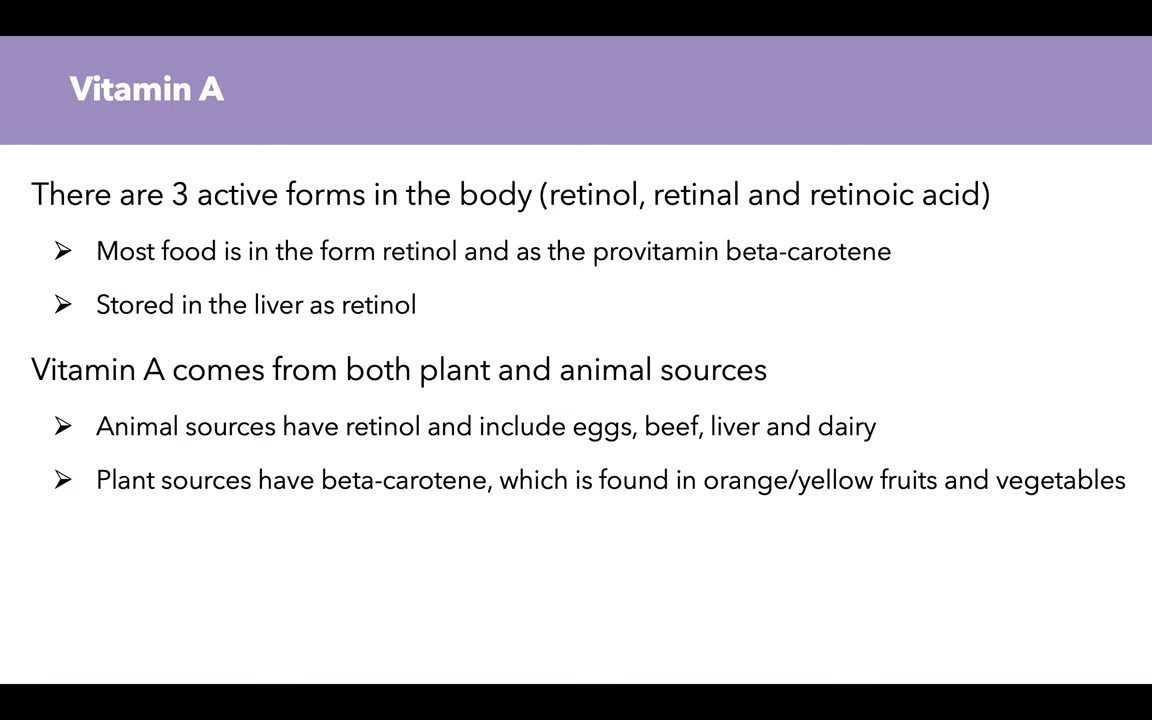 Vitamin A
There are 3 active forms in the body (retinol, retinal and retinoic acid)
➢ Most food is in the form retinol and as the provitamin beta-carotene
➢ Stored in the liver as retinol
Vitamin A comes from both plant and animal sources
➢ Animal sources have retinol and include eggs, beef, liver and dairy
➢ Plant sources have beta-carotene, which is found in orange/yellow fruits and vegetables